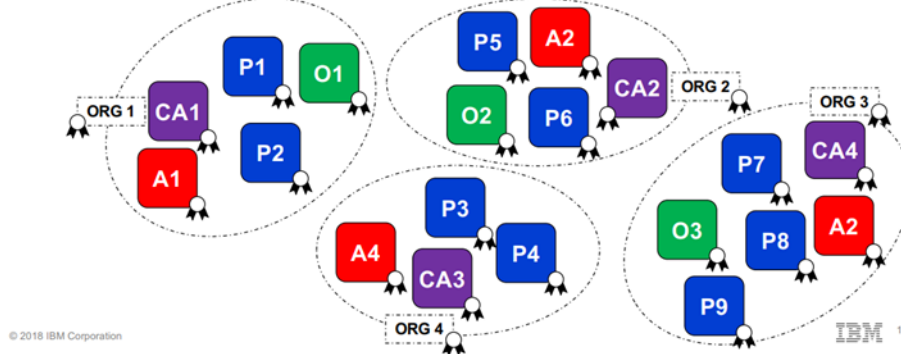 P1
O1
ORG 1
CA1
A1
P2
P5
A2
CA2
ORG 2
O2
P6
ORG 3
P7
CA4
O3
P8
A2
P9
P3
A4
CA3
P4
ORG 4
© 2018 IBM Corporation
IBM
1